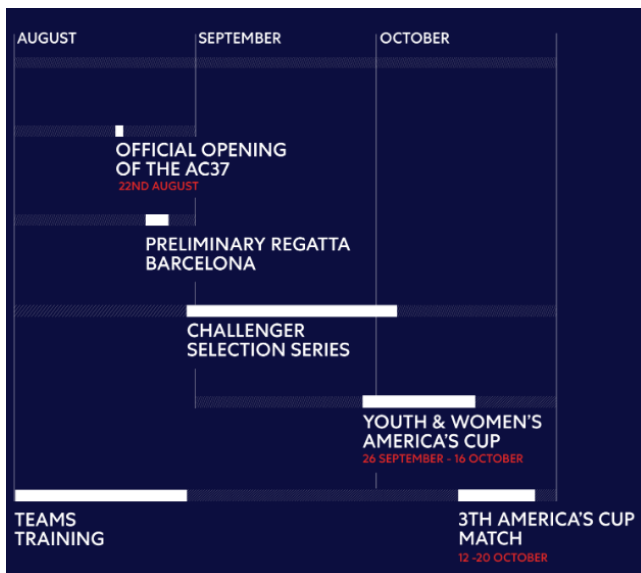 AUGUST
SEPTEMBER
OCTOBER
OFFICIAL OPENING
OF THE AC37
22ND AUGUST
PRELIMINARY REGATTA
BARCELONA
CHALLENGER
SELECTION SERIES
YOUTH & WOMEN'S
AMERICA'S CUP
26 SEPTEMBER - 16 OCTOBER
TEAMS
TRAINING
3TH AMERICA'S CUP
MATCH
12 -20 OCTOBER